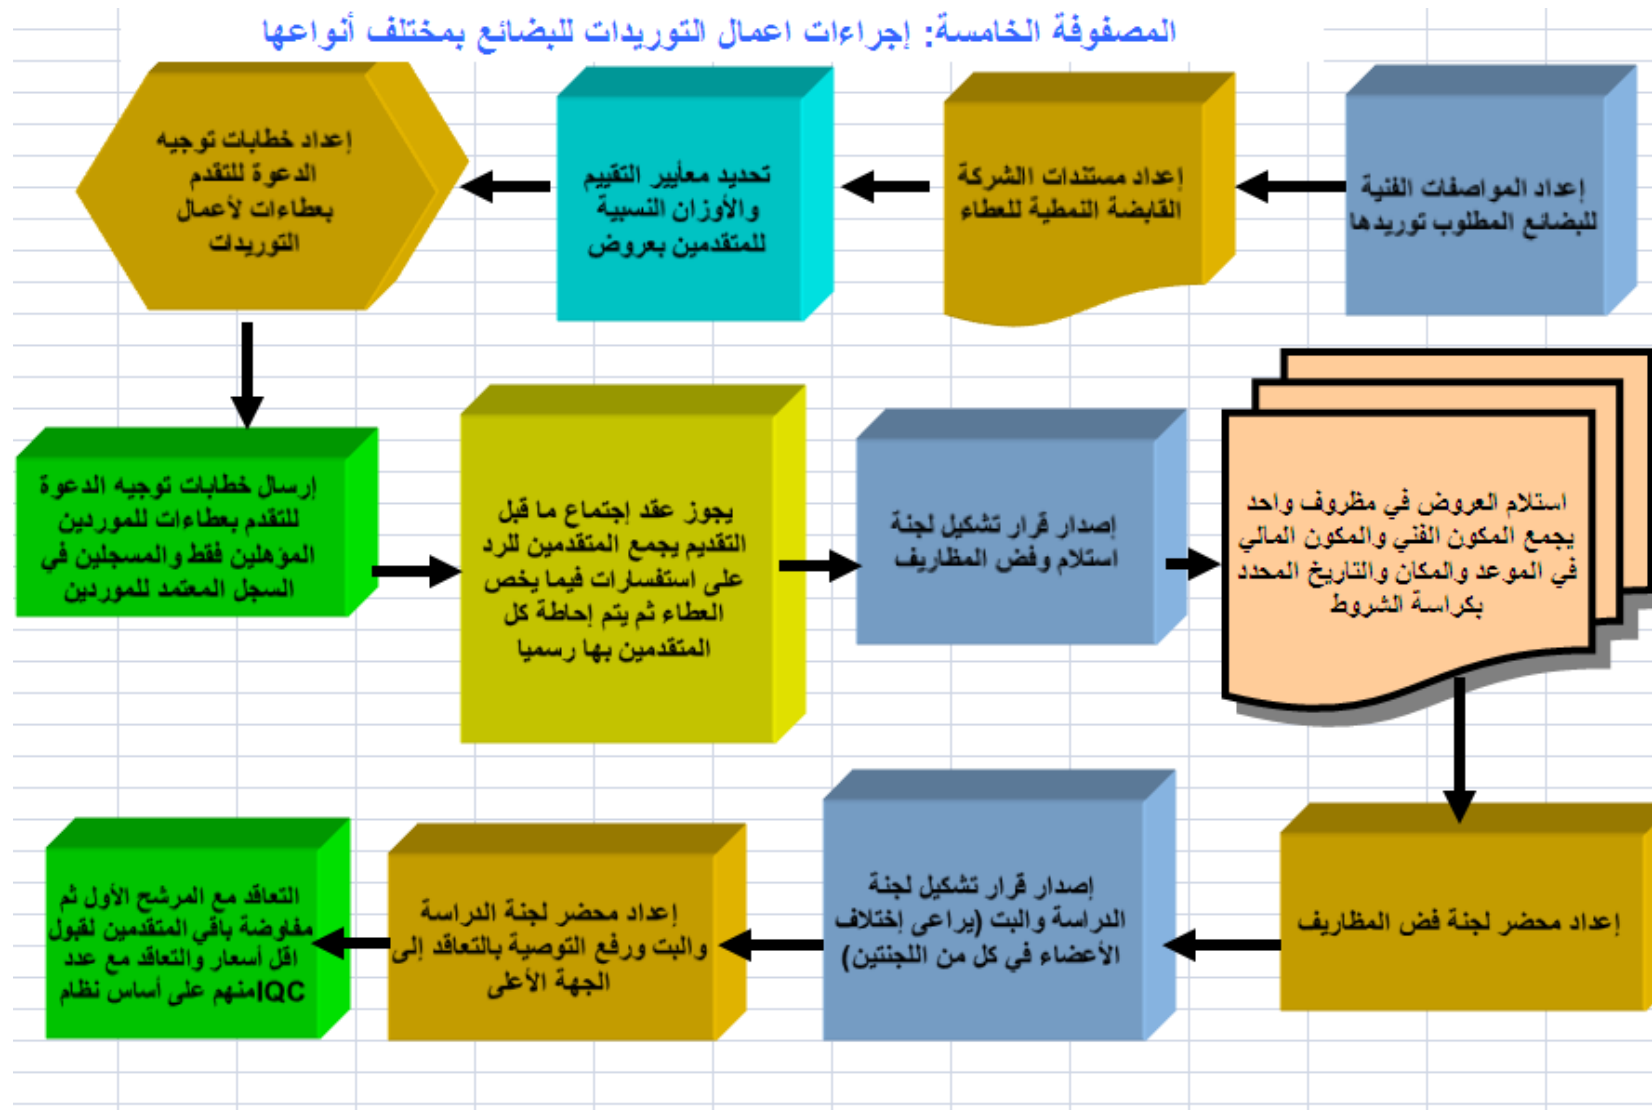 المصفوفة الخامسة: إجراءات اعمال التوريدات للبضائع بمختلف أنواعها
إعداد المواصفات الفنية
للبضائع المطلوب توريدها
إعداد مستندات االشركة
القابضة النمطية للعطاء
تحديد معأيير التقييم
والأوزان النسبية
للمتقدمين بعروض
إعداد خطابات توجيه
الدعوة للتقدم
بعطاءات لأعمال
التوريدات
إرسال خطابات توجيه الدعوة
للتقدم بعطاءات للموردين
المؤهلين فقط والمسجلين في
السجل المعتمد للموردين
يجوز عقد إجتماع ما قبل
التقديم يجمع المتقدمين للرد
على استفسارات فيما يخص
العطاء ثم يتم إحاطة كل
المتقدمين بها رسميا
إصدار قرار تشكيل لجنة
استلام وفض المظاريف
استلام العروض في مظروف واحد
يجمع المكون الفني والمكون المالي
في الموعد والمكان والتاريخ المحدد
بكراسة الشروط
إعداد محضر لجنة فض المظاريف
إصدار قرار تشكيل لجنة
الدراسة والبت (يراعى إختلاف
الأعضاء في كل من اللجنتين)
إعداد محضر لجنة الدراسة
والبت ورفع التوصية بالتعاقد إلى
الجهة الأعلى
التعاقد مع المرشح الأول ثم
مفاوضة باقي المتقدمين لقبول
اقل أسعار والتعاقد مع عدد
منهم على أساس نظام IQC